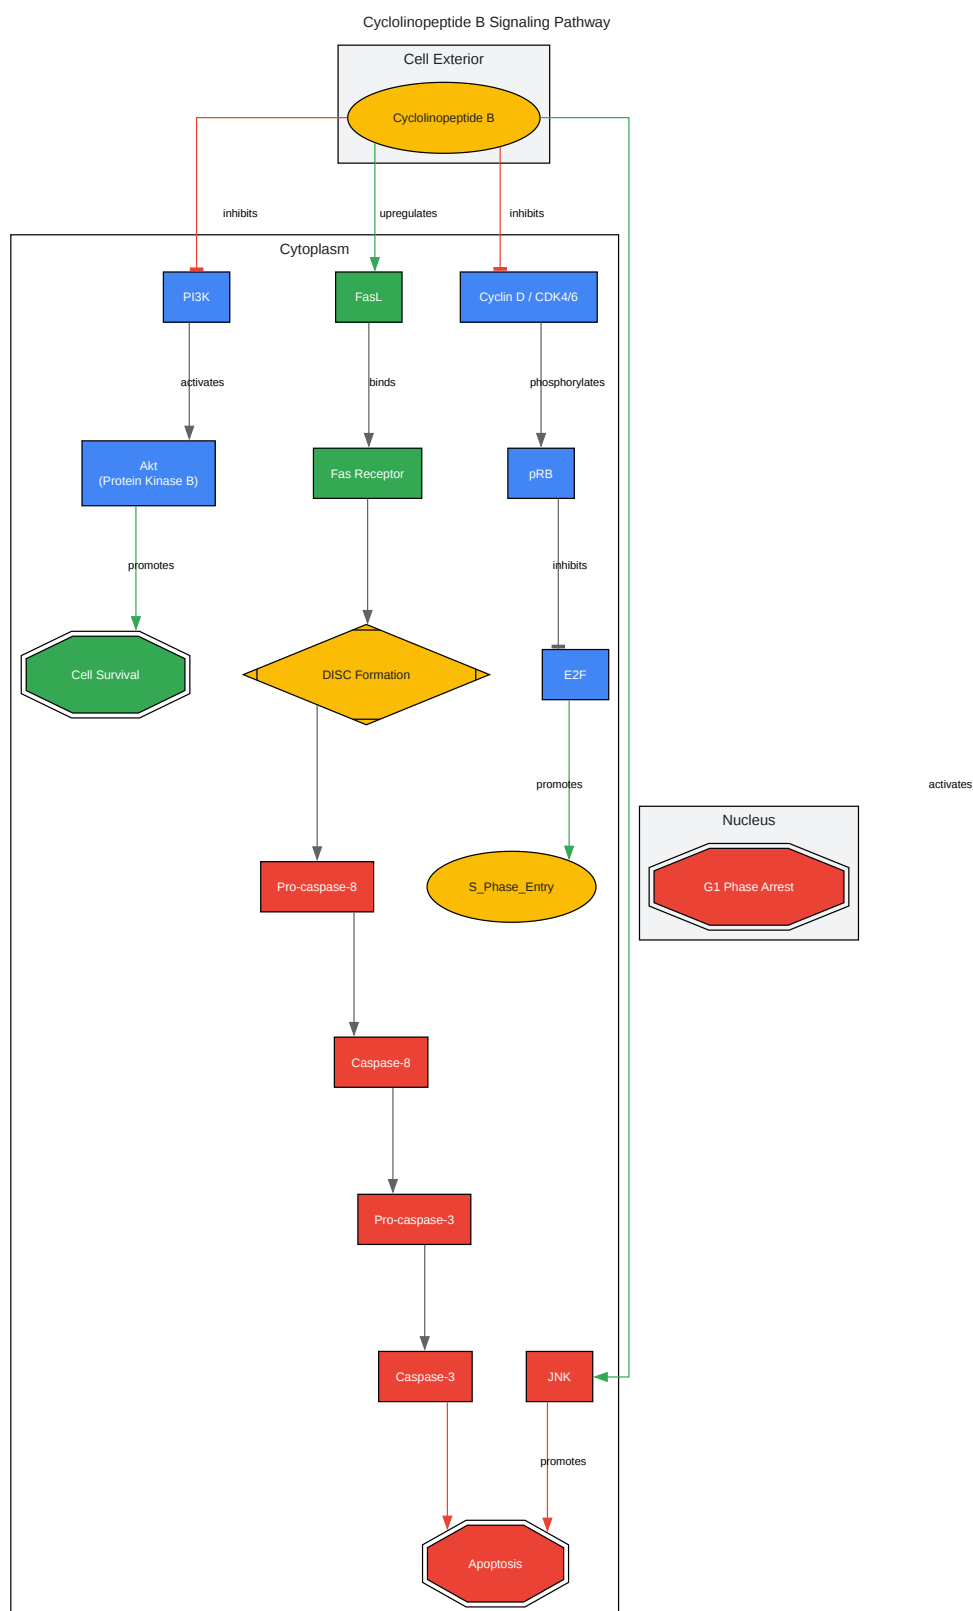 Cyclolinopeptide B Signaling Pathway
Cell Exterior
Cyclolinopeptide B
inhibits
upregulates
inhibits
Cytoplasm
PI3K
FasL
Cyclin D / CDK4/6
activates
binds
phosphorylates
Akt
(Protein Kinase B)
Fas Receptor
pRB
promotes
inhibits
Cell Survival
DISC Formation
E2F
promotes
activates
Nucleus
Pro-caspase-8
S_Phase_Entry
G1 Phase Arrest
Caspase-8
Pro-caspase-3
Caspase-3
JNK
promotes
Apoptosis